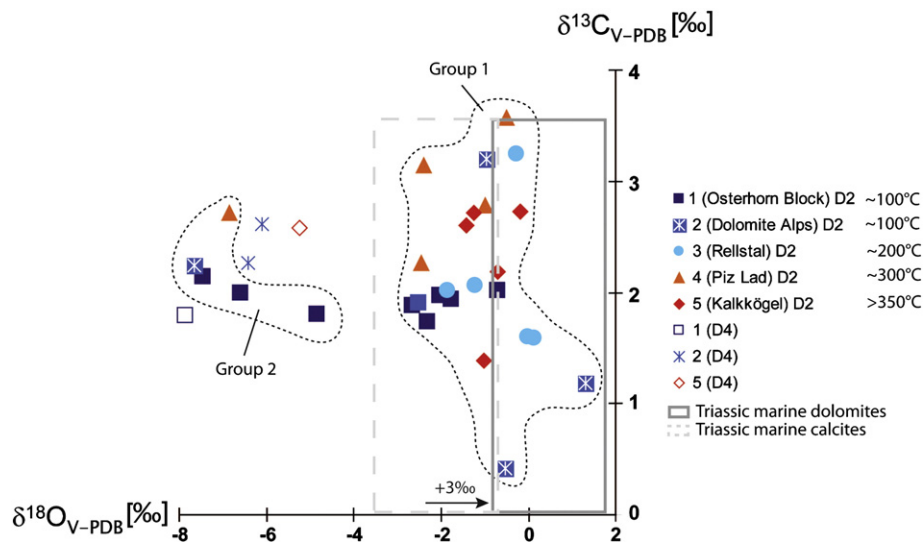 δ13CV–PDB[‰]
4
Group 1
3
1 (Osterhorn Block) D2 ~100°C
2 (Dolomite Alps) D2 ~100°C
3 (Rellstal) D2 ~200°C
4 (Piz Lad) D2 ~300°C
5 (Kalkkögel) D2 >350°C
1 (D4)
2 (D4)
5 (D4)
Triassic marine dolomites
Triassic marine calcites
2
Group 2
1
+3‰
0
δ18OV–PDB[‰]
-8 -6 -4 -2 0 2